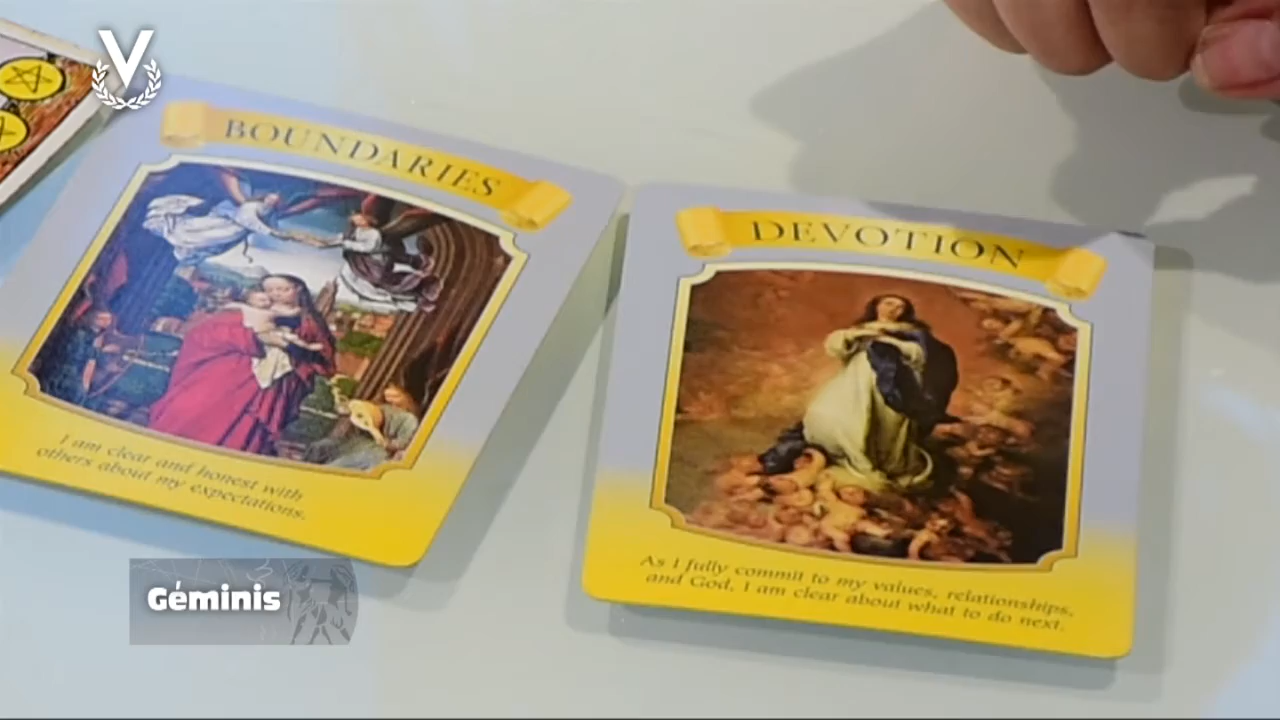 V
BOUNDARIES
I am clear and honest with
others about my expectations.
DEVOTION
As I fully commit to my values, relationships,
and God, I am clear about what to do next.
Géminis